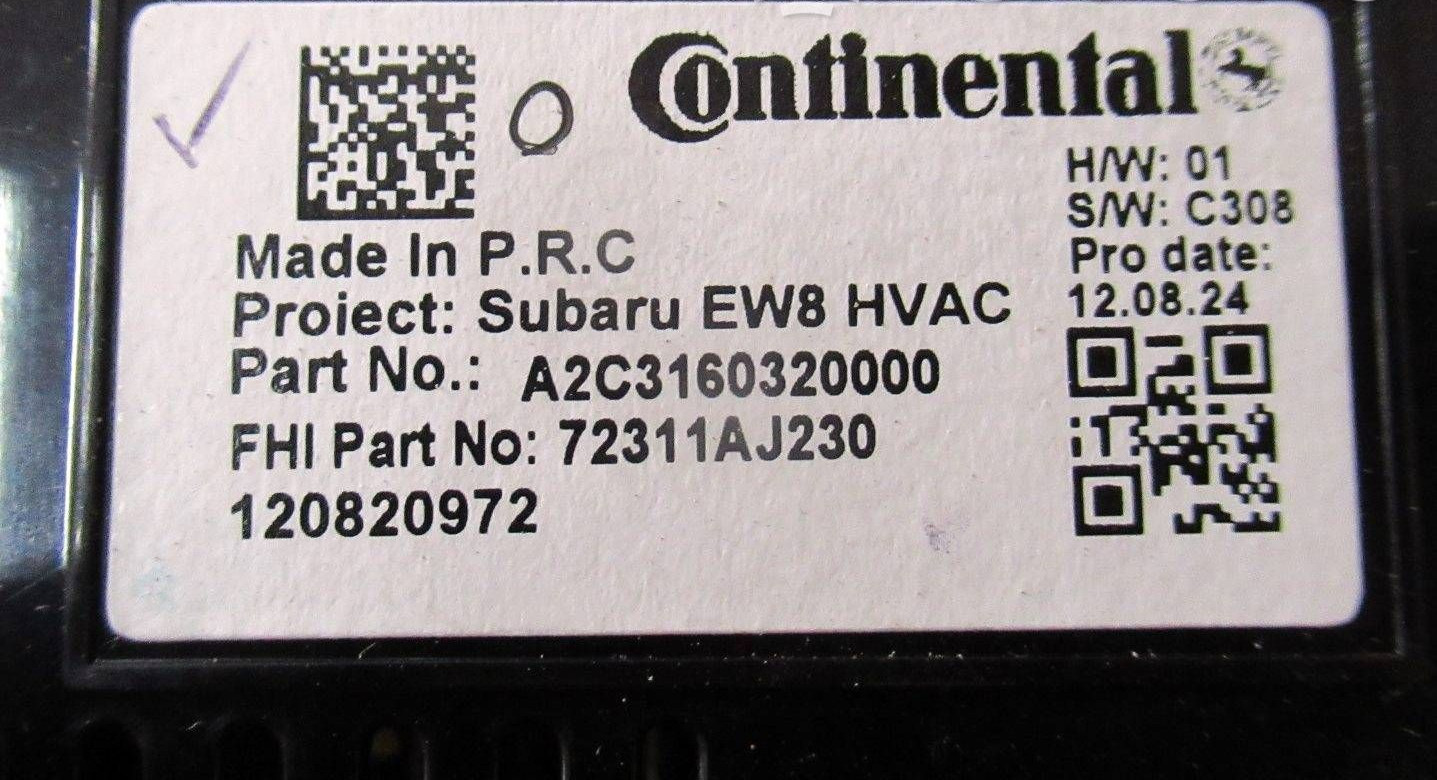 Continental
H/W: 01
S/W: C308
Pro date:
12.08.24
Made In P.R.C
Proiect: Subaru EW8 HVAC
Part No.: A2C3160320000
FHI Part No: 72311AJ230
120820972